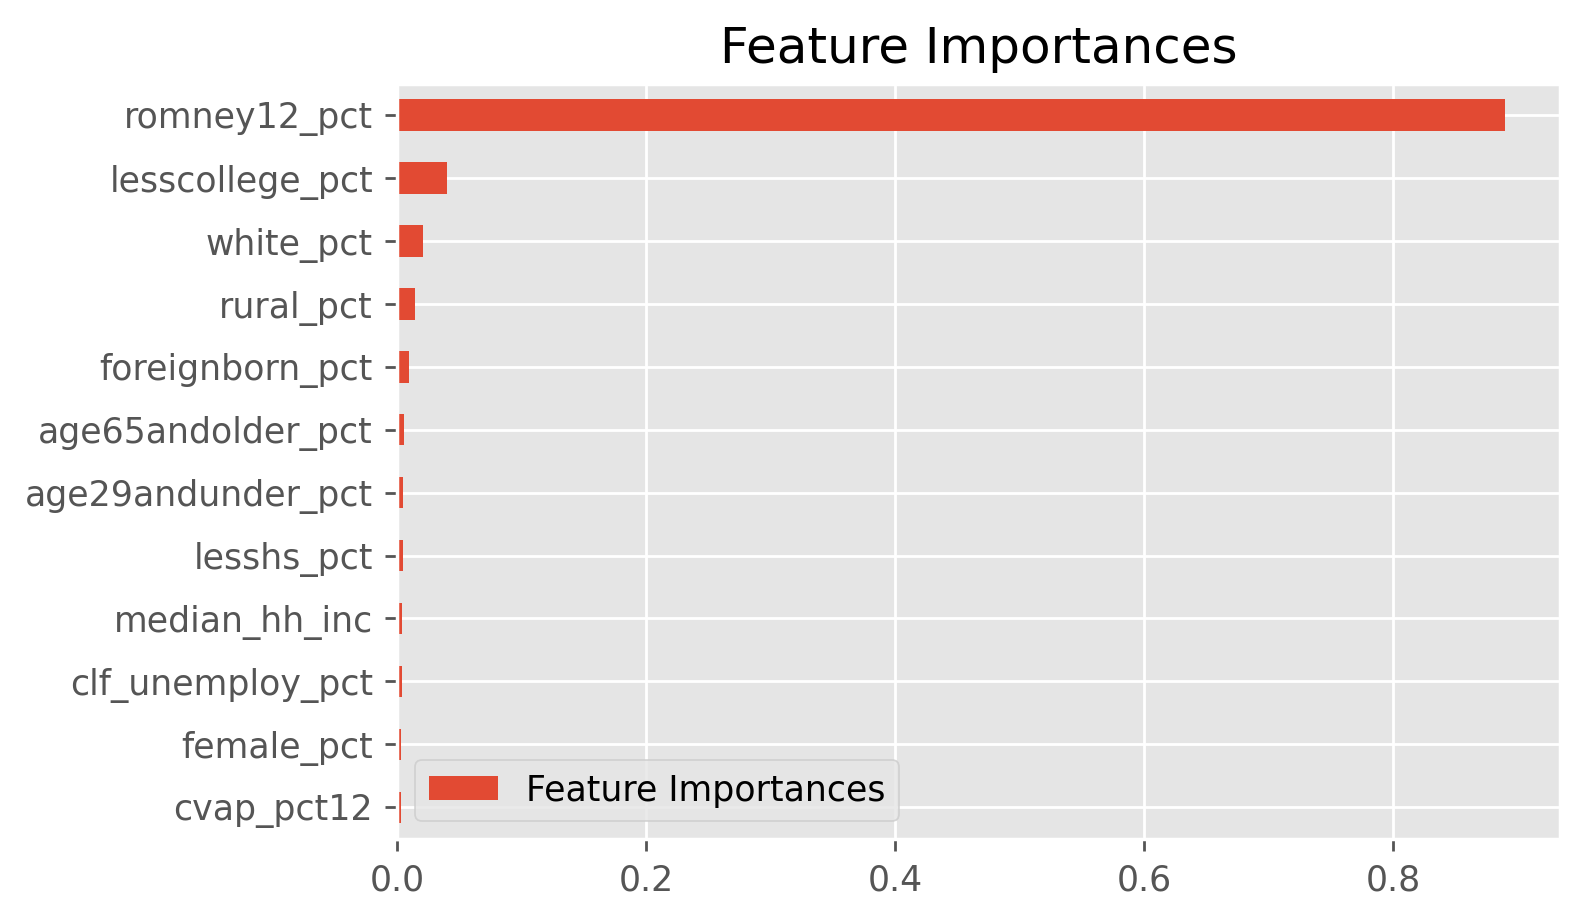 Feature Importances
romney12_pct
lesscollege_pct
white_pct
rural_pct
foreignborn_pct
age65andolder_pct
age29andunder_pct
lesshs_pct
median_hh_inc
clf_unemploy_pct
female_pct
cvap_pct12
Feature Importances
0.0 0.2 0.4 0.6 0.8